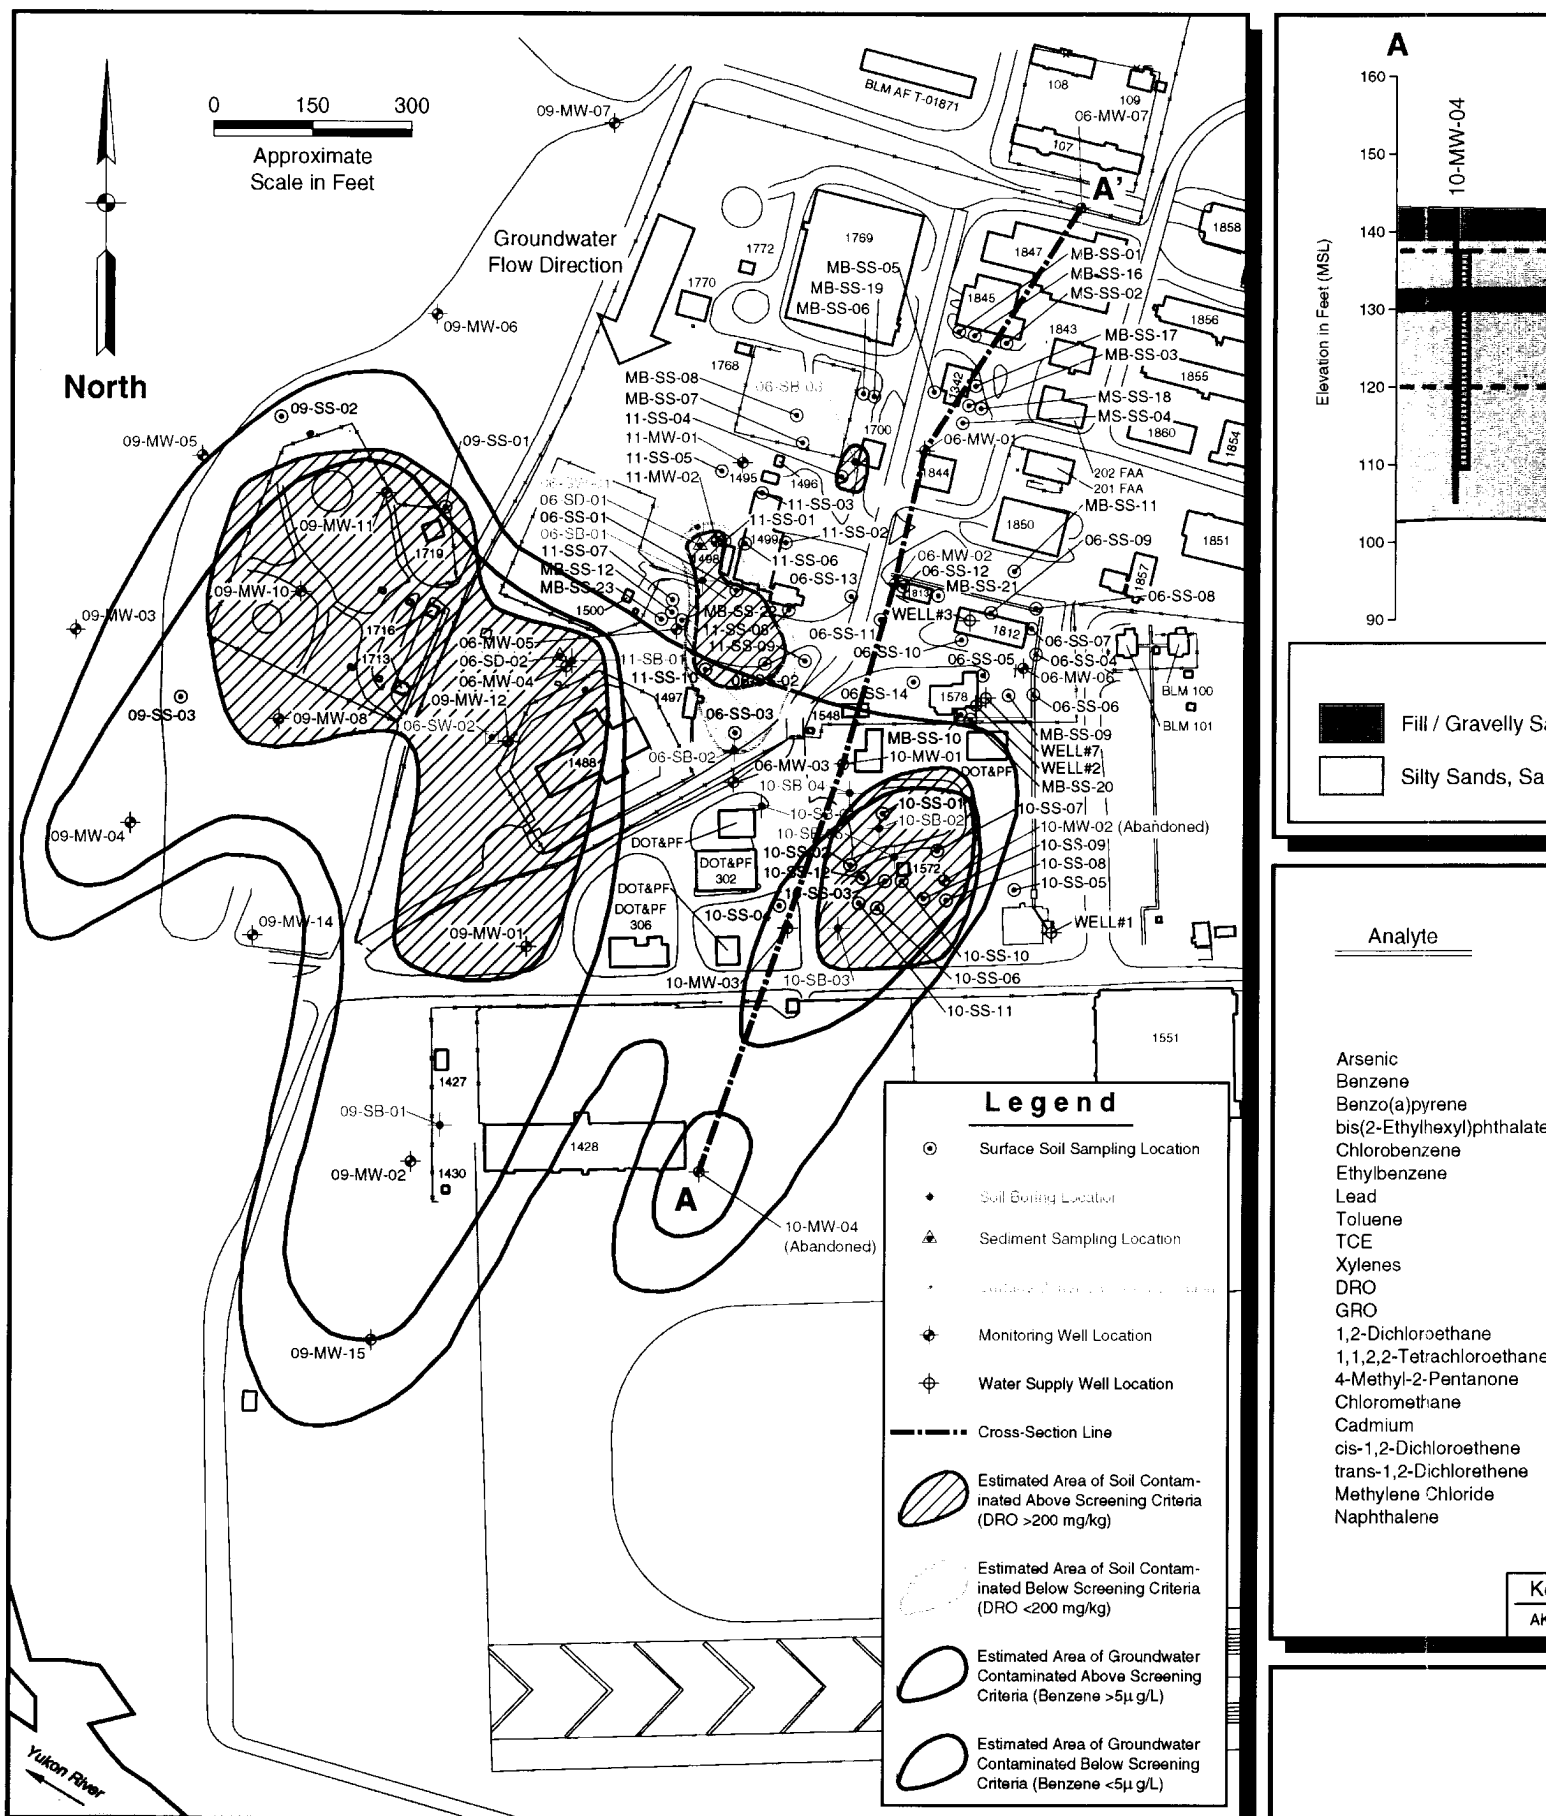 0 150 300
Approximate
Scale in Feet
North
Groundwater
Flow Direction
09-MW-07
BLM AF T-01871
108
109
06-MW-07
107
A'
1858
1847
1772
1769
1770
MB-SS-05
MB-SS-19
MB-SS-06
MB-SS-01
MB-SS-16
MS-SS-02
1845
1856
1843
09-MW-06
MB-SS-17
MB-SS-03
1768
06-SB-03
1342
1855
MB-SS-08
MB-SS-07
11-SS-04
11-MW-01
11-SS-05
11-MW-02
MS-SS-18
MS-SS-04
1860
1854
1700
06-MW-01
09-SS-02
09-SS-01
09-MW-05
202 FAA
201 FAA
MB-SS-11
1844
1495
1496
11-SS-03
06-SD-01
06-SS-01
06-SB-01
11-SS-07
MB-SS-12
MB-SS-23
11-SS-01
1499
11-SS-02
1850
1851
06-SS-09
09-MW-11
1719
1498
11-SS-06
06-SS-13
06-MW-02
06-SS-12
MB-SS-21
1857
06-SS-08
09-MW-10
09-MW-03
1500
MB-SS-22
11-SS-08
11-SS-09
1813
WELL#3
1812
06-SS-11
06-SS-10
06-SS-07
06-SS-04
06-SS-05
06-MW-06
1716
06-MW-05
06-SD-02
06-MW-04
09-MW-12
11-SB-01
11-SS-10
1497
1713
06-SS-14
1578
06-SS-06
BLM 100
BLM 101
09-SS-03
09-MW-08
06-SW-02
06-SS-03
1548
MB-SS-09
WELL#7
WELL#2
MB-SS-20
MB-SS-10
1488
06-SB-02
06-MW-03
10-MW-01
DOT&PF
10-SB-04
10-SS-01
10-SB-02
10-SS-07
10-MW-02 (Abandoned)
10-SS-09
10-SS-08
10-SS-05
09-MW-04
DOT&PF
10-SS-02
10-SS-12
10-SS-03
1572
DOT&PF
302
DOT&PF
DOT&PF
306
10-SS-04
WELL#1
09-MW-14
09-MW-01
10-MW-03
10-SB-03
10-SS-10
10-SS-06
10-SS-11
1551
1427
09-SB-01
1428
09-MW-02
1430
A
10-MW-04
(Abandoned)
09-MW-15
Yukon River
Legend
Surface Soil Sampling Location
Soil Boring Location
Sediment Sampling Location
Monitoring Well Location
Water Supply Well Location
Cross-Section Line
Estimated Area of Soil Contam-
inated Above Screening Criteria
(DRO >200 mg/kg)
Estimated Area of Soil Contam-
inated Below Screening Criteria
(DRO <200 mg/kg)
Estimated Area of Groundwater
Contaminated Above Screening
Criteria (Benzene >5µ g/L)
Estimated Area of Groundwater
Contaminated Below Screening
Criteria (Benzene <5µ g/L)
A
10-MW-04
Elevation in Feet (MSL)
160
150
140
130
120
110
100
90
Fill / Gravelly Sa
Silty Sands, Sa
Analyte
Arsenic
Benzene
Benzo(a)pyrene
bis(2-Ethylhexyl)phthalate
Chlorobenzene
Ethylbenzene
Lead
Toluene
TCE
Xylenes
DRO
GRO
1,2-Dichloroethane
1,1,2,2-Tetrachloroethane
4-Methyl-2-Pentanone
Chloromethane
Cadmium
cis-1,2-Dichloroethene
trans-1,2-Dichlorethene
Methylene Chloride
Naphthalene